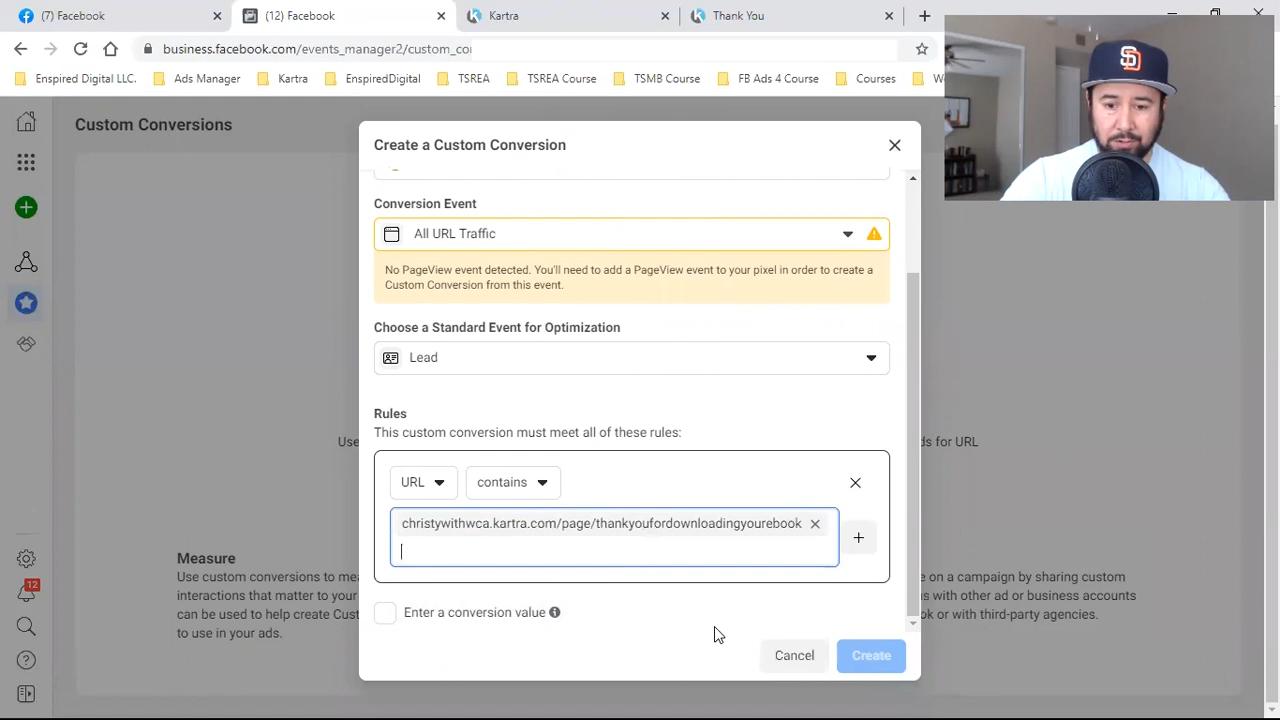 (7) Facebook
(12) Facebook
Kartra
Thank You
business.facebook.com/events_manager2/custom_co
Enspired Digital LLC.
Ads Manager
Kartra
EnspiredDigital
TSREA
TSREA Course
TSMB Course
FB Ads 4 Course
Courses
Custom Conversions
Create a Custom Conversion
Conversion Event
All URL Traffic
No PageView event detected. You'll need to add a PageView event to your pixel in order to create a
Custom Conversion from this event.
Choose a Standard Event for Optimization
Lead
Rules
This custom conversion must meet all of these rules:
Use
ds for URL
URL
contains
christywithwca.kartra.com/page/thankyoufordownloadingyourebook
Measure
Use custom conversions to me
interactions that matter to your
can be used to help create Cust
to use in your ads.
e on a campaign by sharing custom
s with other ad or business accounts
ok or with third-party agencies.
12
Enter a conversion value
Cancel
Create
SD